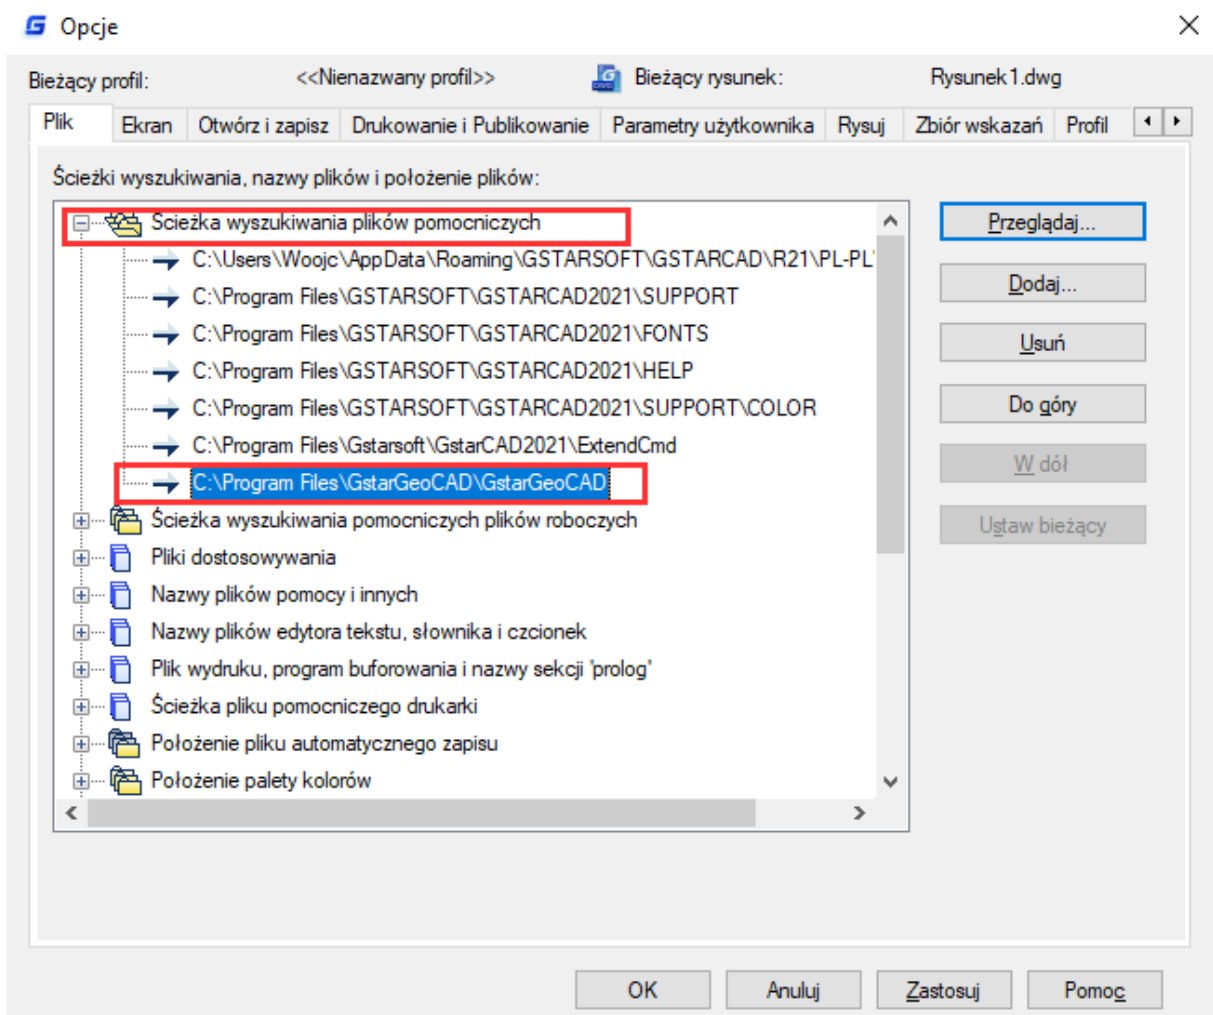 Opcje
Bieżący profil: <<Nienazwany profil>> Bieżący rysunek: Rysunek1.dwg
Plik Ekran Otwórz i zapisz Drukowanie i Publikowanie Parametry użytkownika Rysuj Zbiór wskazań Profil
Ścieżki wyszukiwania, nazwy plików i położenie plików:
Ścieżka wyszukiwania plików pomocniczych
C:\Users\Woojc\AppData\Roaming\GSTARSOFT\GSTARCAD\R21\PL-PL\
C:\Program Files\GSTARSOFT\GSTARCAD2021\SUPPORT
C:\Program Files\GSTARSOFT\GSTARCAD2021\FONTS
C:\Program Files\GSTARSOFT\GSTARCAD2021\HELP
C:\Program Files\GSTARSOFT\GSTARCAD2021\SUPPORT\COLOR
C:\Program Files\Gstarsoft\GstarCAD2021\ExtendCmd
C:\Program Files\GstarGeoCAD\GstarGeoCAD
Ścieżka wyszukiwania pomocniczych plików roboczych
Pliki dostosowywania
Nazwy plików pomocy i innych
Nazwy plików edytora tekstu, słownika i czcionek
Plik wydruku, program buforowania i nazwy sekcji 'prolog'
Ścieżka pliku pomocniczego drukarki
Położenie pliku automatycznego zapisu
Położenie palety kolorów
Przeglądaj...
Dodaj...
Usuń
Do góry
W dół
Ustaw bieżący
OK Anuluj Zastosuj Pomoc